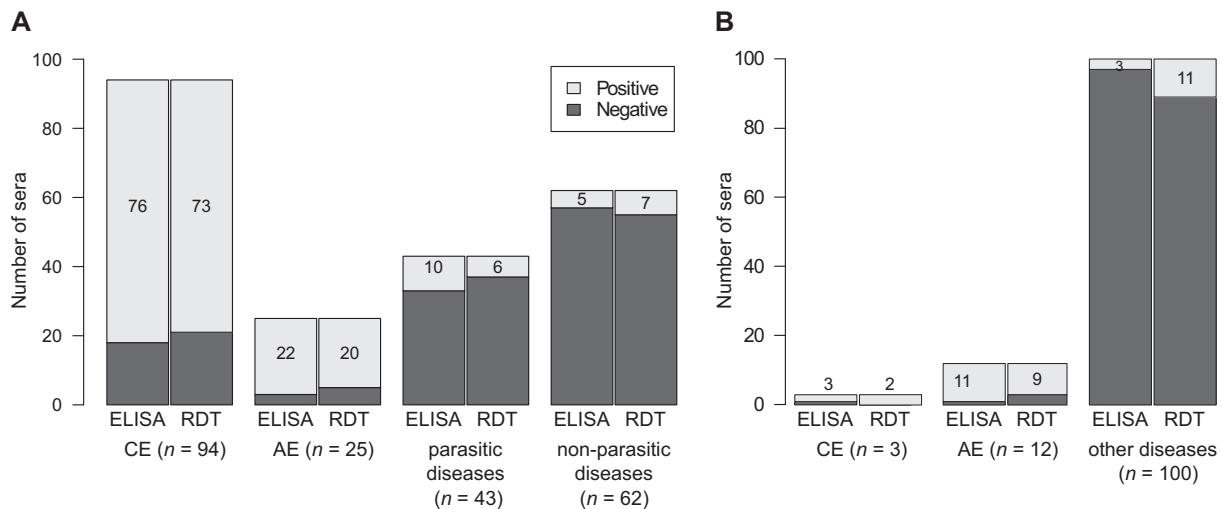 A
Number of sera
100
80
60
40
20
0
76
73
22
20
10
6
5
7
Positive
Negative
ELISA RDT
CE (n = 94)
ELISA RDT
AE (n = 25)
ELISA RDT
parasitic
diseases
(n = 43)
ELISA RDT
non-parasitic
diseases
(n = 62)
B
Number of sera
100
80
60
40
20
0
3
2
11
9
3
11
ELISA RDT
CE (n = 3)
ELISA RDT
AE (n = 12)
ELISA RDT
other diseases
(n = 100)